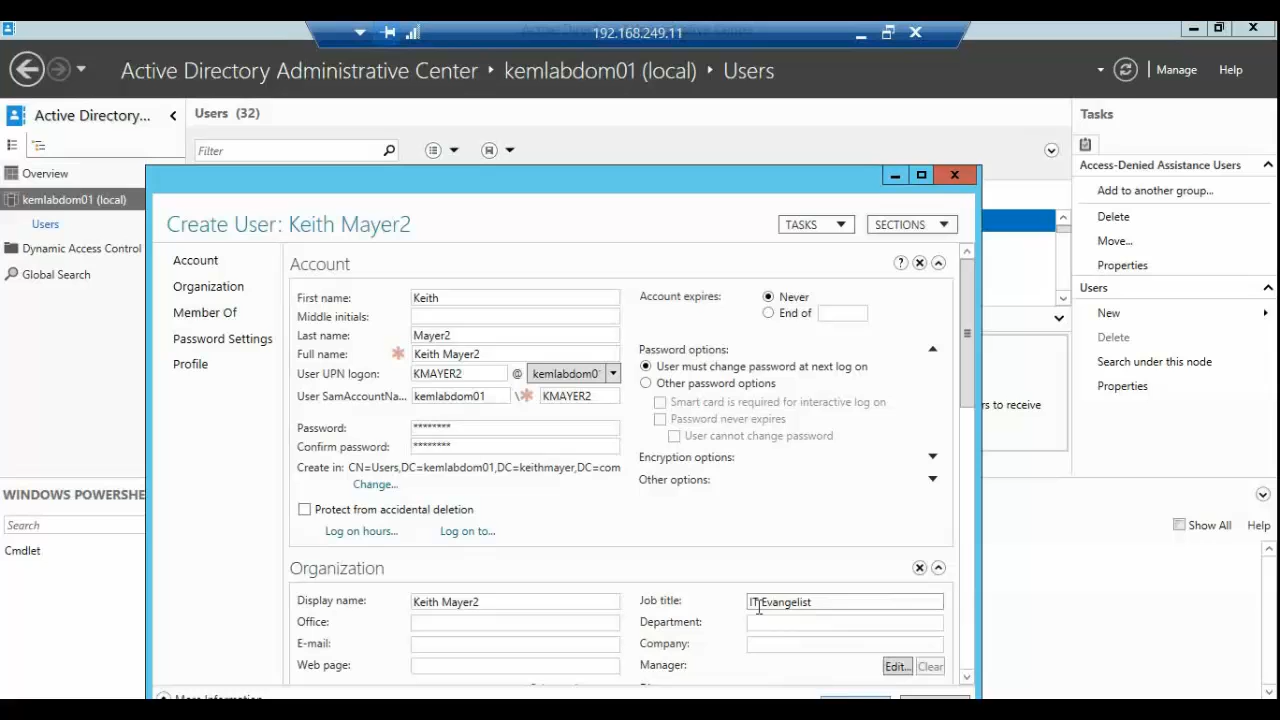 192.168.249.11
Active Directory Administrative Center • kemlabdom01 (local) • Users
Manage
Help
Active Directory...
Users (32)
Tasks
Filter
Overview
kemlabdom01 (local)
Users
Dynamic Access Control
Global Search
Access-Denied Assistance Users
Add to another group...
Delete
Move...
Properties
Users
New
Delete
Search under this node
Properties
Create User: Keith Mayer2
TASKS
SECTIONS
Account
Organization
Member Of
Password Settings
Profile
Account
First name: Keith
Middle initials:
Last name: Mayer2
Full name: * Keith Mayer2
User UPN logon: KMAYER2 @ kemlabdom0
User SamAccountNa... kemlabdom01 \* KMAYER2
Password: ********
Confirm password: ********
Create in: CN=Users,DC=kemlabdom01,DC=keithmayer,DC=com
Change...
Protect from accidental deletion
Log on hours...
Log on to...
Account expires:
Never
End of
Password options:
User must change password at next log on
Other password options
Smart card is required for interactive log on
Password never expires
User cannot change password
Encryption options:
Other options:
Organization
Display name: Keith Mayer2
Office:
E-mail:
Web page:
Job title: IT Evangelist
Department:
Company:
Manager:
Edit...
Clear
More Information
rs to receive
WINDOWS POWERSHE
Search
Cmdlet
Show All
Help